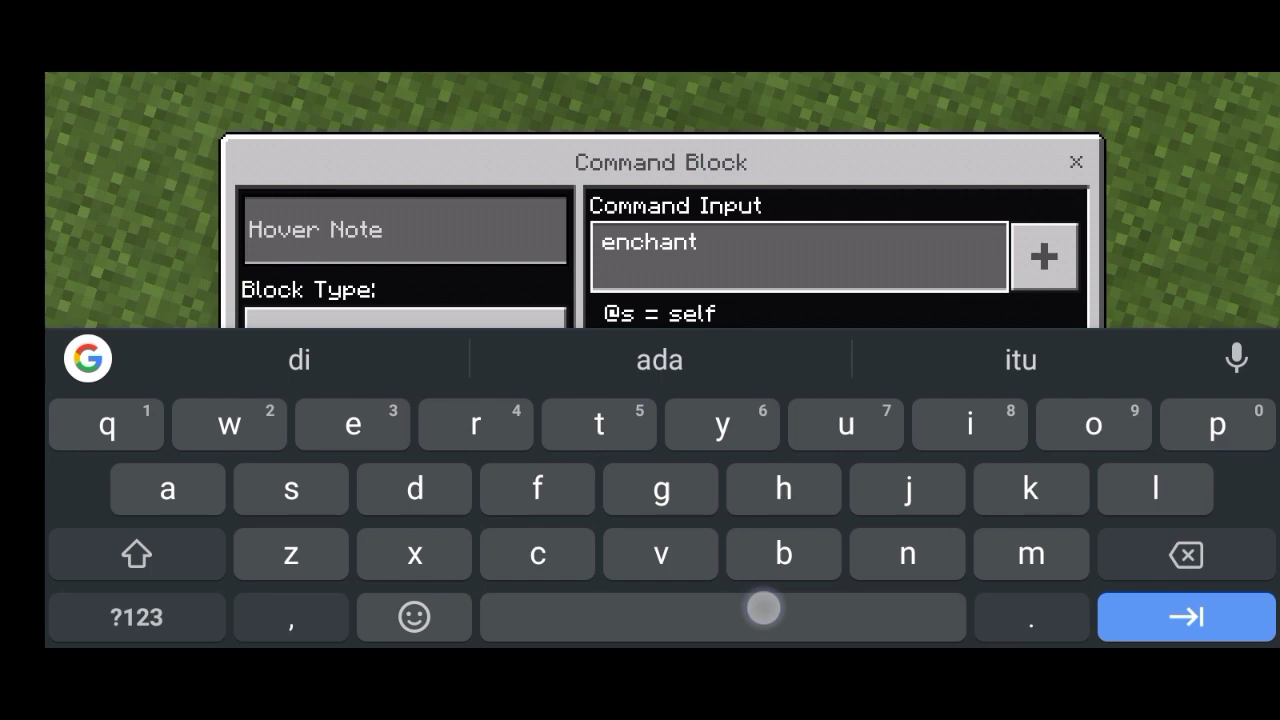 Command Block
Hover Note
Block Type:
Command Input
enchant
@s = self
di ada itu
q 1 w 2 e 3 r 4 t 5 y 6 u 7 i 8 o 9 p 0
a s d f g h j k l
z x c v b n m
?123 , .